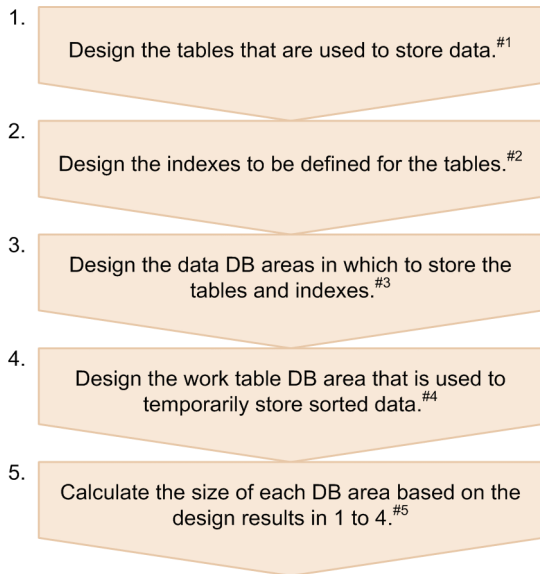 1.
Design the tables that are used to store data.#1
2.
Design the indexes to be defined for the tables.#2
3.
Design the data DB areas in which to store the
tables and indexes.#3
4.
Design the work table DB area that is used to
temporarily store sorted data.#4
5.
Calculate the size of each DB area based on the
design results in 1 to 4.#5